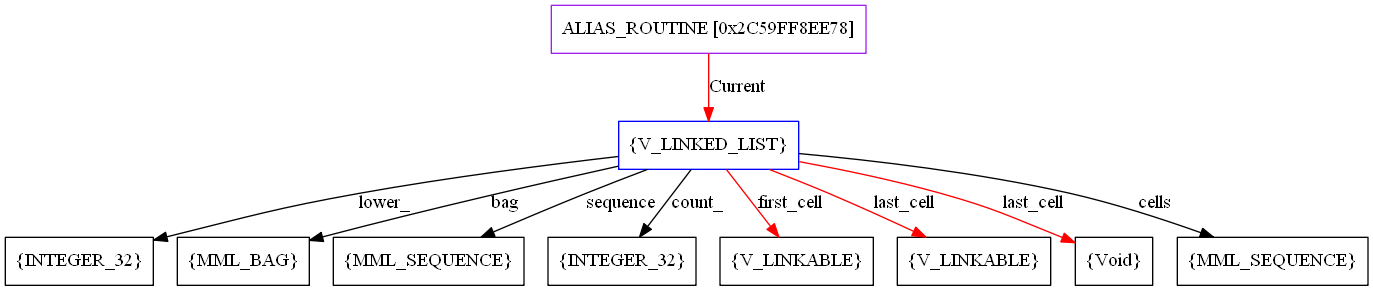 ALIAS_ROUTINE [0x2C59FF8EE78]
Current
{V_LINKED_LIST}
lower_
bag
sequence
count_
first_cell
last_cell
last_cell
cells
{INTEGER_32}
{MML_BAG}
{MML_SEQUENCE}
{INTEGER_32}
{V_LINKABLE}
{V_LINKABLE}
{Void}
{MML_SEQUENCE}